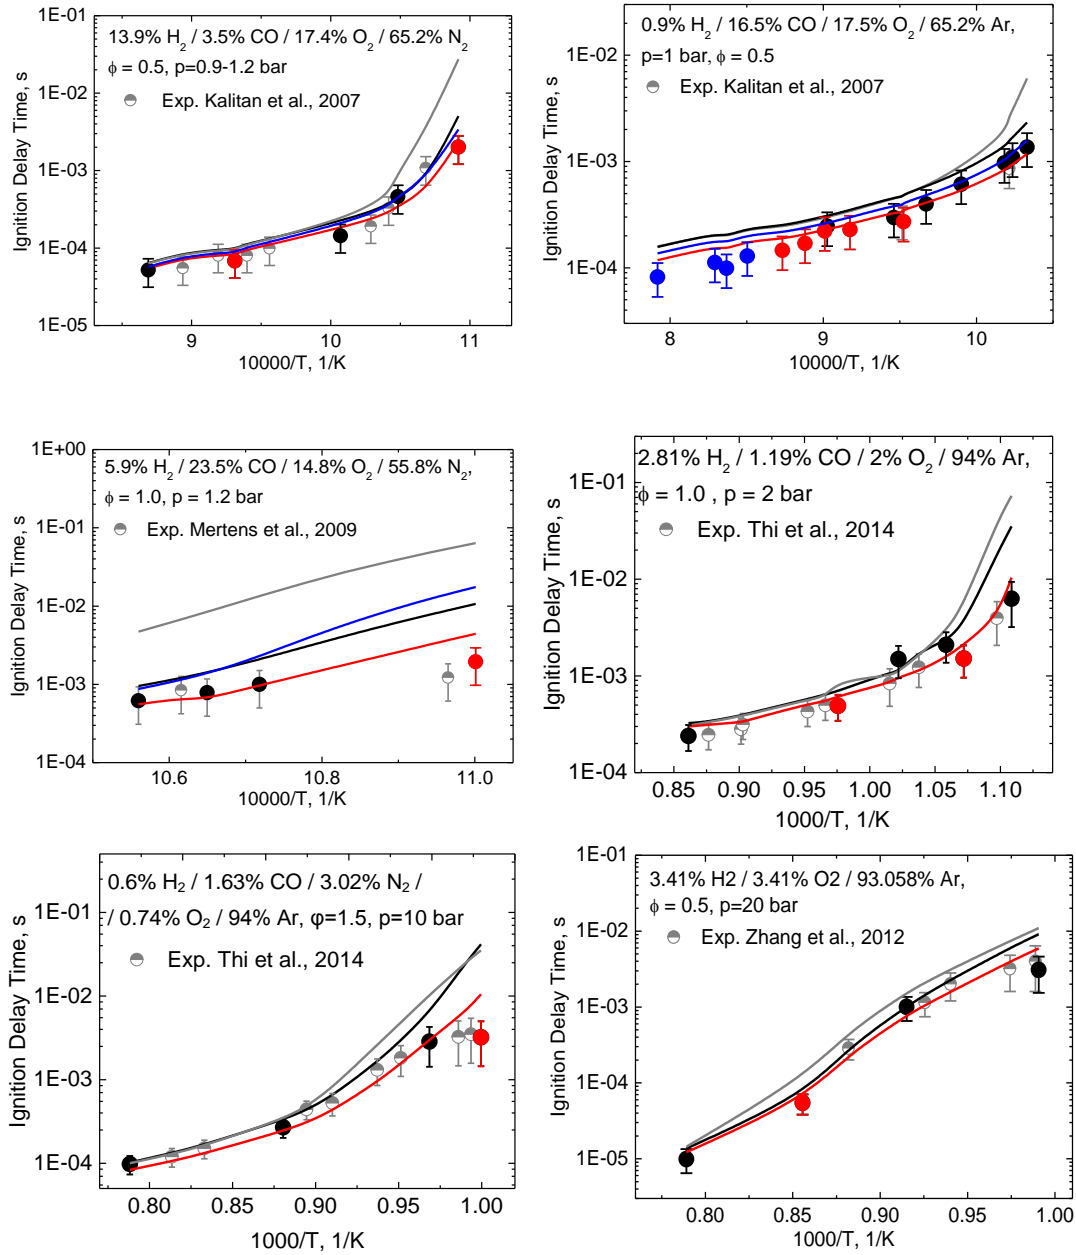 13.9% H₂ / 3.5% CO / 17.4% O₂ / 65.2% N₂
ϕ = 0.5, p=0.9-1.2 bar
Exp. Kalitan et al., 2007
1E-01
1E-02
1E-03
1E-04
1E-05
Ignition Delay Time, s
9
10
11
10000/T, 1/K
0.9% H₂ / 16.5% CO / 17.5% O₂ / 65.2% Ar,
p=1 bar, ϕ = 0.5
Exp. Kalitan et al., 2007
1E-02
1E-03
1E-04
Ignition Delay Time, s
8
9
10
10000/T, 1/K
1E+00
5.9% H₂ / 23.5% CO / 14.8% O₂ / 55.8% N₂,
ϕ = 1.0, p = 1.2 bar
Exp. Mertens et al., 2009
1E-01
1E-02
1E-03
1E-04
Ignition Delay Time, s
10.6
10.8
11.0
10000/T, 1/K
2.81% H₂ / 1.19% CO / 2% O₂ / 94% Ar,
ϕ = 1.0 , p = 2 bar
Exp. Thi et al., 2014
1E-01
1E-02
1E-03
1E-04
Ignition Delay Time, s
0.85
0.90
0.95
1.00
1.05
1.10
1000/T, 1/K
0.6% H₂ / 1.63% CO / 3.02% N₂ /
/ 0.74% O₂ / 94% Ar, φ=1.5, p=10 bar
Exp. Thi et al., 2014
1E-01
1E-02
1E-03
1E-04
Ignition Delay Time, s
0.80
0.85
0.90
0.95
1.00
1000/T, 1/K
1E-01
3.41% H2 / 3.41% O2 / 93.058% Ar,
ϕ = 0.5, p=20 bar
Exp. Zhang et al., 2012
1E-02
1E-03
1E-04
1E-05
Ignition Delay Time, s
0.80
0.85
0.90
0.95
1.00
1000/T, 1/K